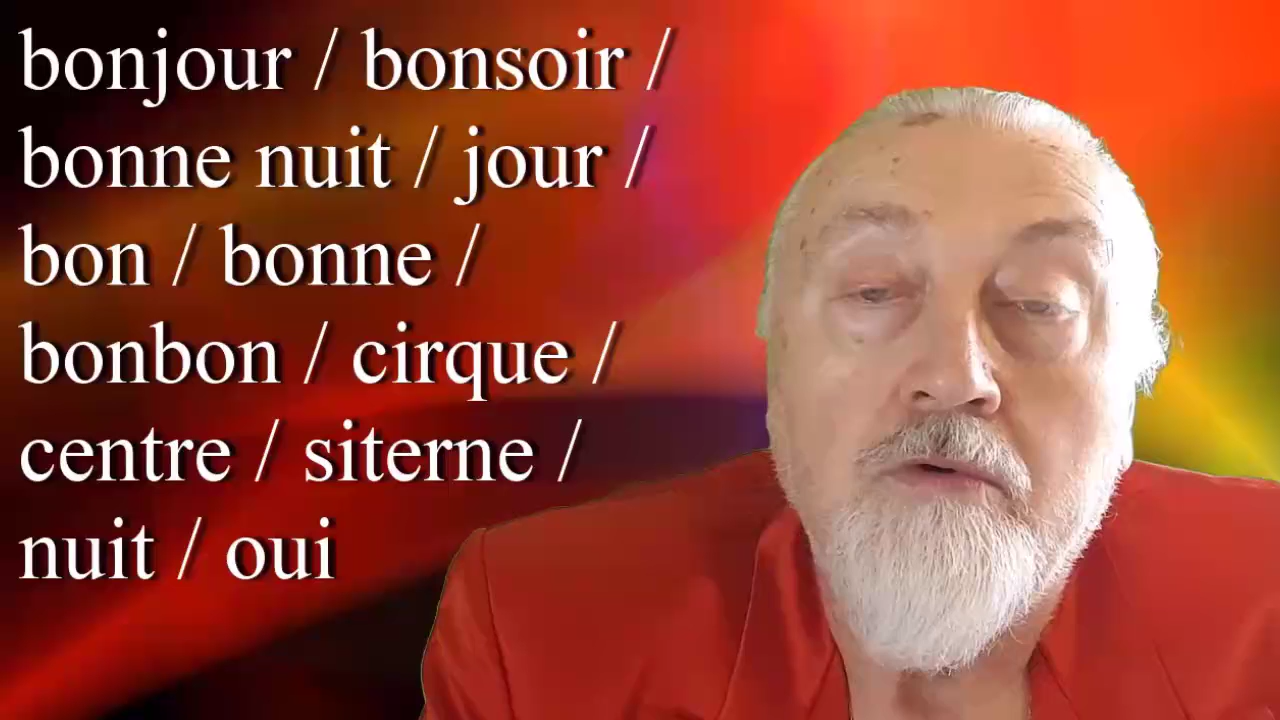 bonjour / bonsoir /
bonne nuit / jour /
bon / bonne /
bonbon / cirque /
centre / siterne /
nuit / oui